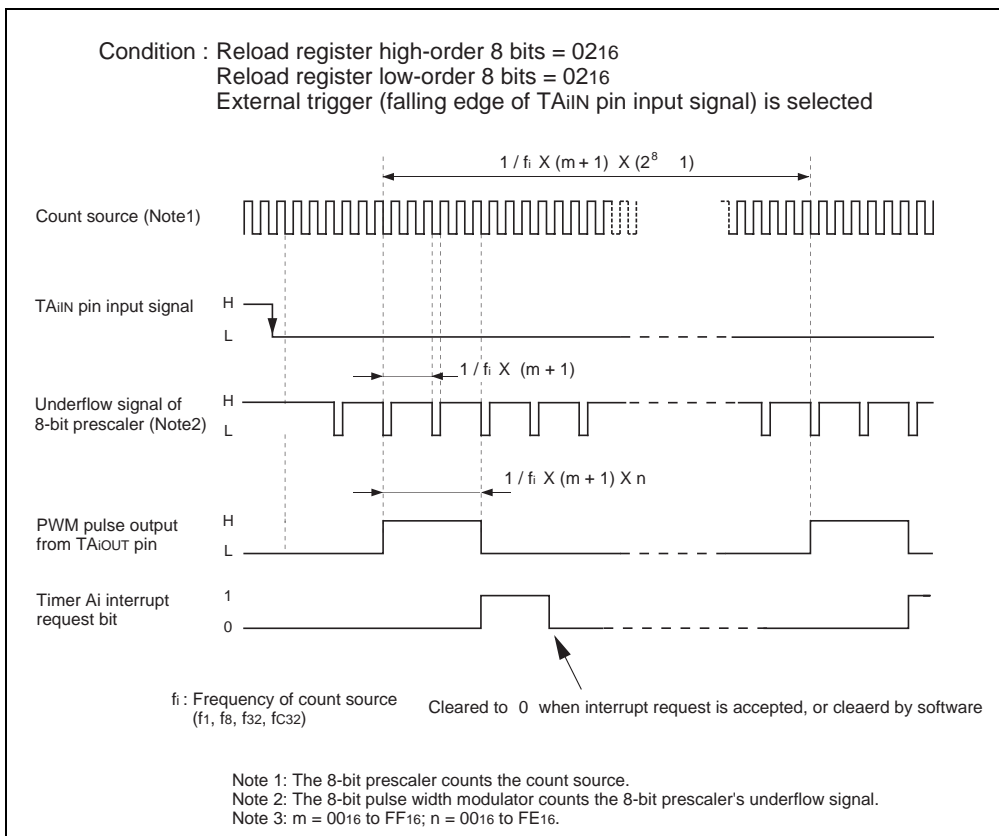 Condition : Reload register high-order 8 bits = 0216
Reload register low-order 8 bits = 0216
External trigger (falling edge of TAiIN pin input signal) is selected
1 / fi X (m + 1) X (2^8 1)
Count source (Note1)
TAiIN pin input signal
H
L
1 / fi X (m + 1)
Underflow signal of
8-bit prescaler (Note2)
H
L
1 / fi X (m + 1) X n
PWM pulse output
from TAiOUT pin
H
L
Timer Ai interrupt
request bit
1
0
fi : Frequency of count source
(f1, f8, f32, fC32)
Cleared to 0 when interrupt request is accepted, or cleaerd by software
Note 1: The 8-bit prescaler counts the count source.
Note 2: The 8-bit pulse width modulator counts the 8-bit prescaler's underflow signal.
Note 3: m = 0016 to FF16; n = 0016 to FE16.